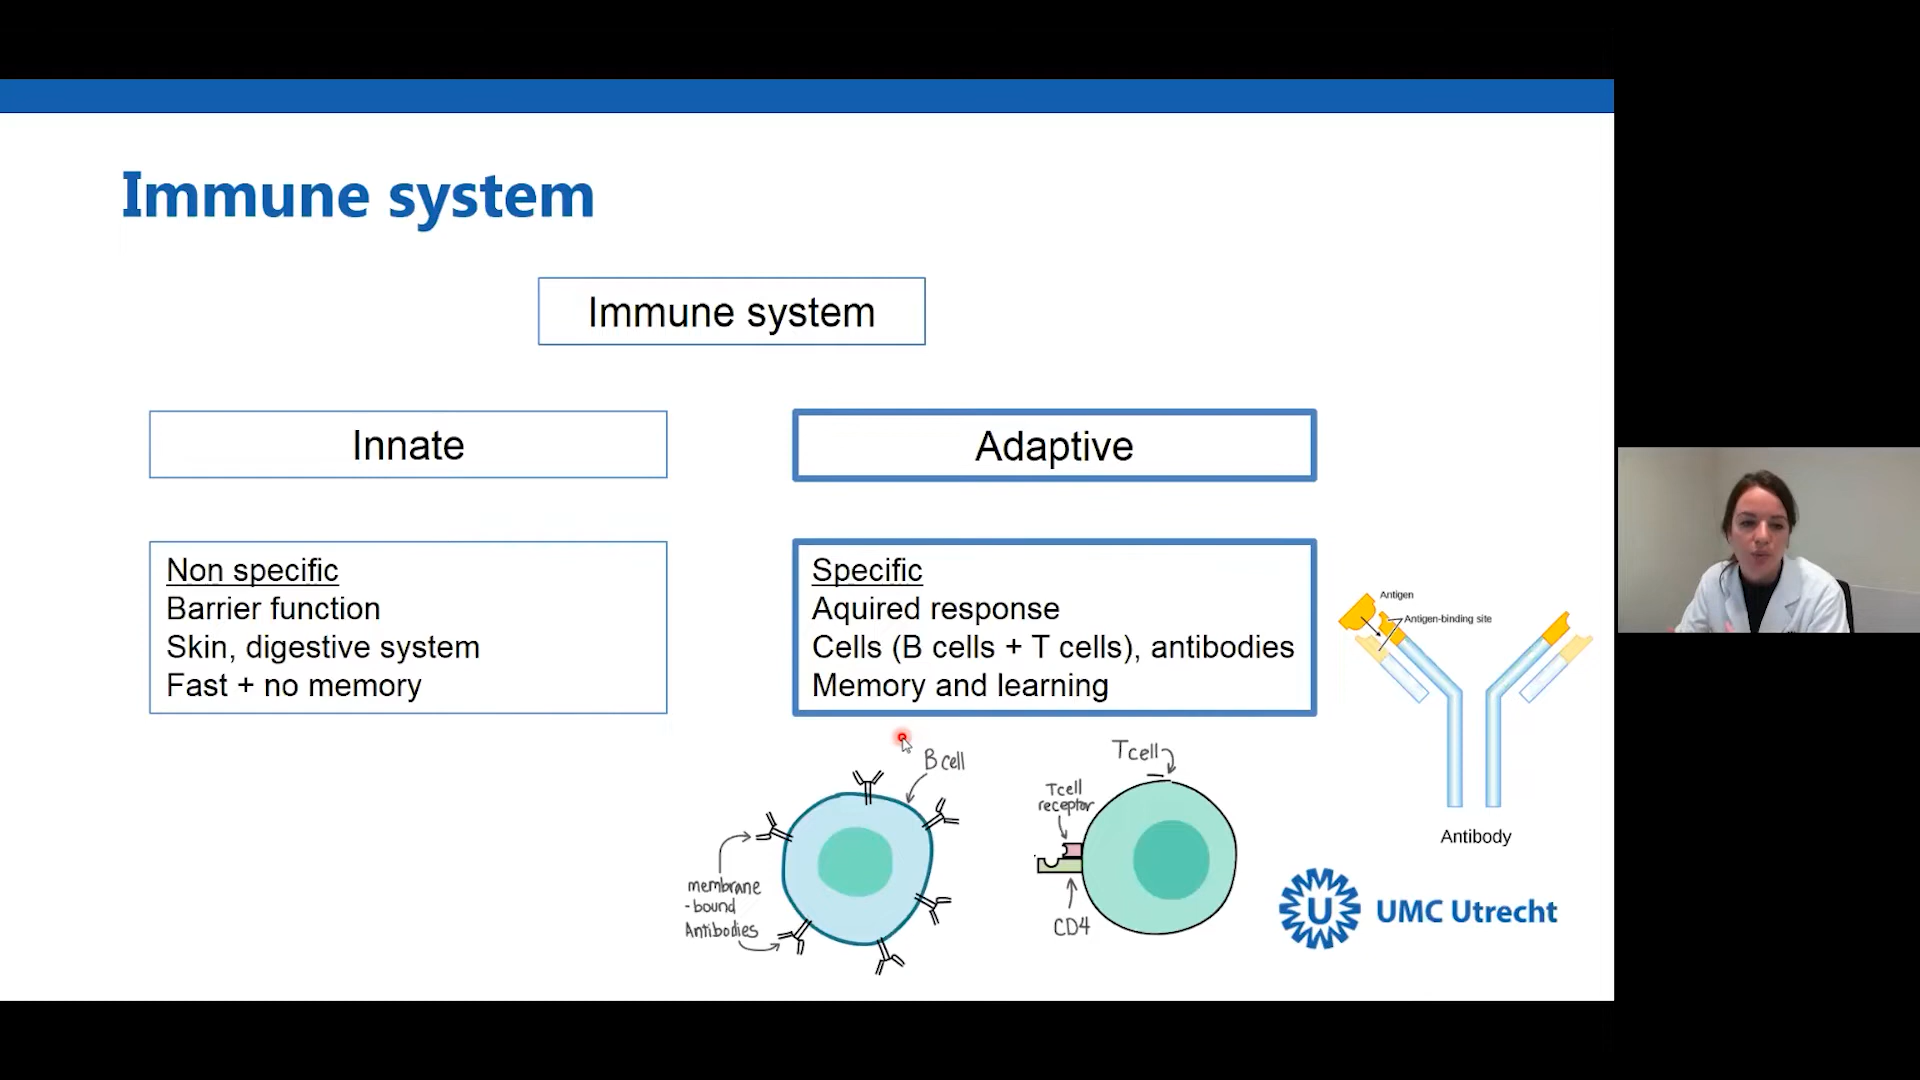 Immune system
Immune system
Innate
Adaptive
Non specific
Barrier function
Skin, digestive system
Fast + no memory
Specific
Aquired response
Cells (B cells + T cells), antibodies
Memory and learning
Antigen
Antigen-binding site
Antibody
B cell
membrane
-bound
Antibodies
T cell
T cell
receptor
CD4
U UMC Utrecht